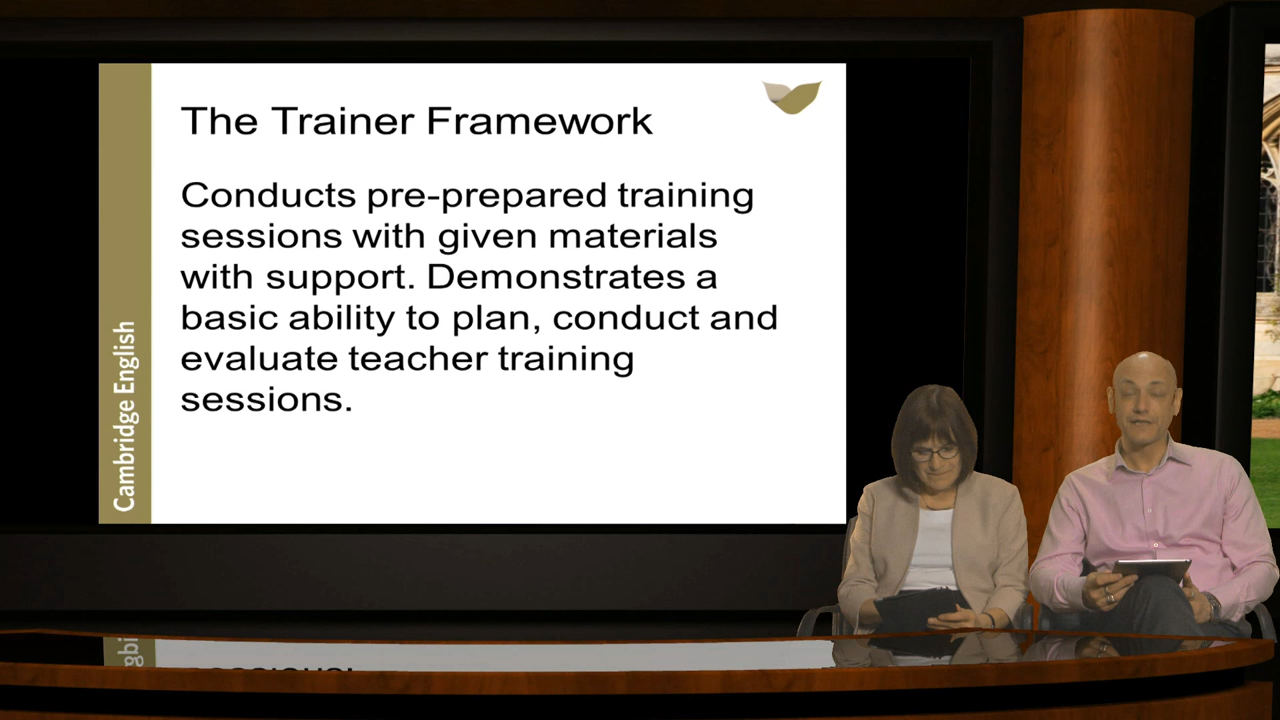 The Trainer Framework
Conducts pre-prepared training
sessions with given materials
with support. Demonstrates a
basic ability to plan, conduct and
evaluate teacher training
sessions.
Cambridge English